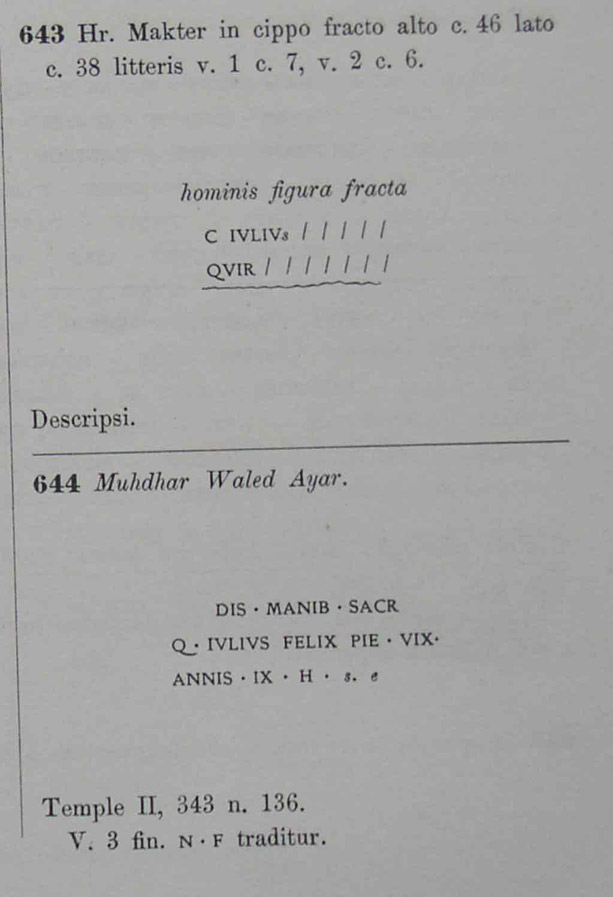 643 Hr. Makter in cippo fracto alto c. 46 lato
c. 38 litteris v. 1 c. 7, v. 2 c. 6.
hominis figura fracta
C IVLIVs / / / / /
QVIR / / / / / / /
Descripsi.
644 Muhdhar Waled Ayar.
DIS · MANIB · SACR
Q · IVLIVS FELIX PIE · VIX·
ANNIS · IX · H · s. e
Temple II, 343 n. 136.
V. 3 fin. N · F traditur.